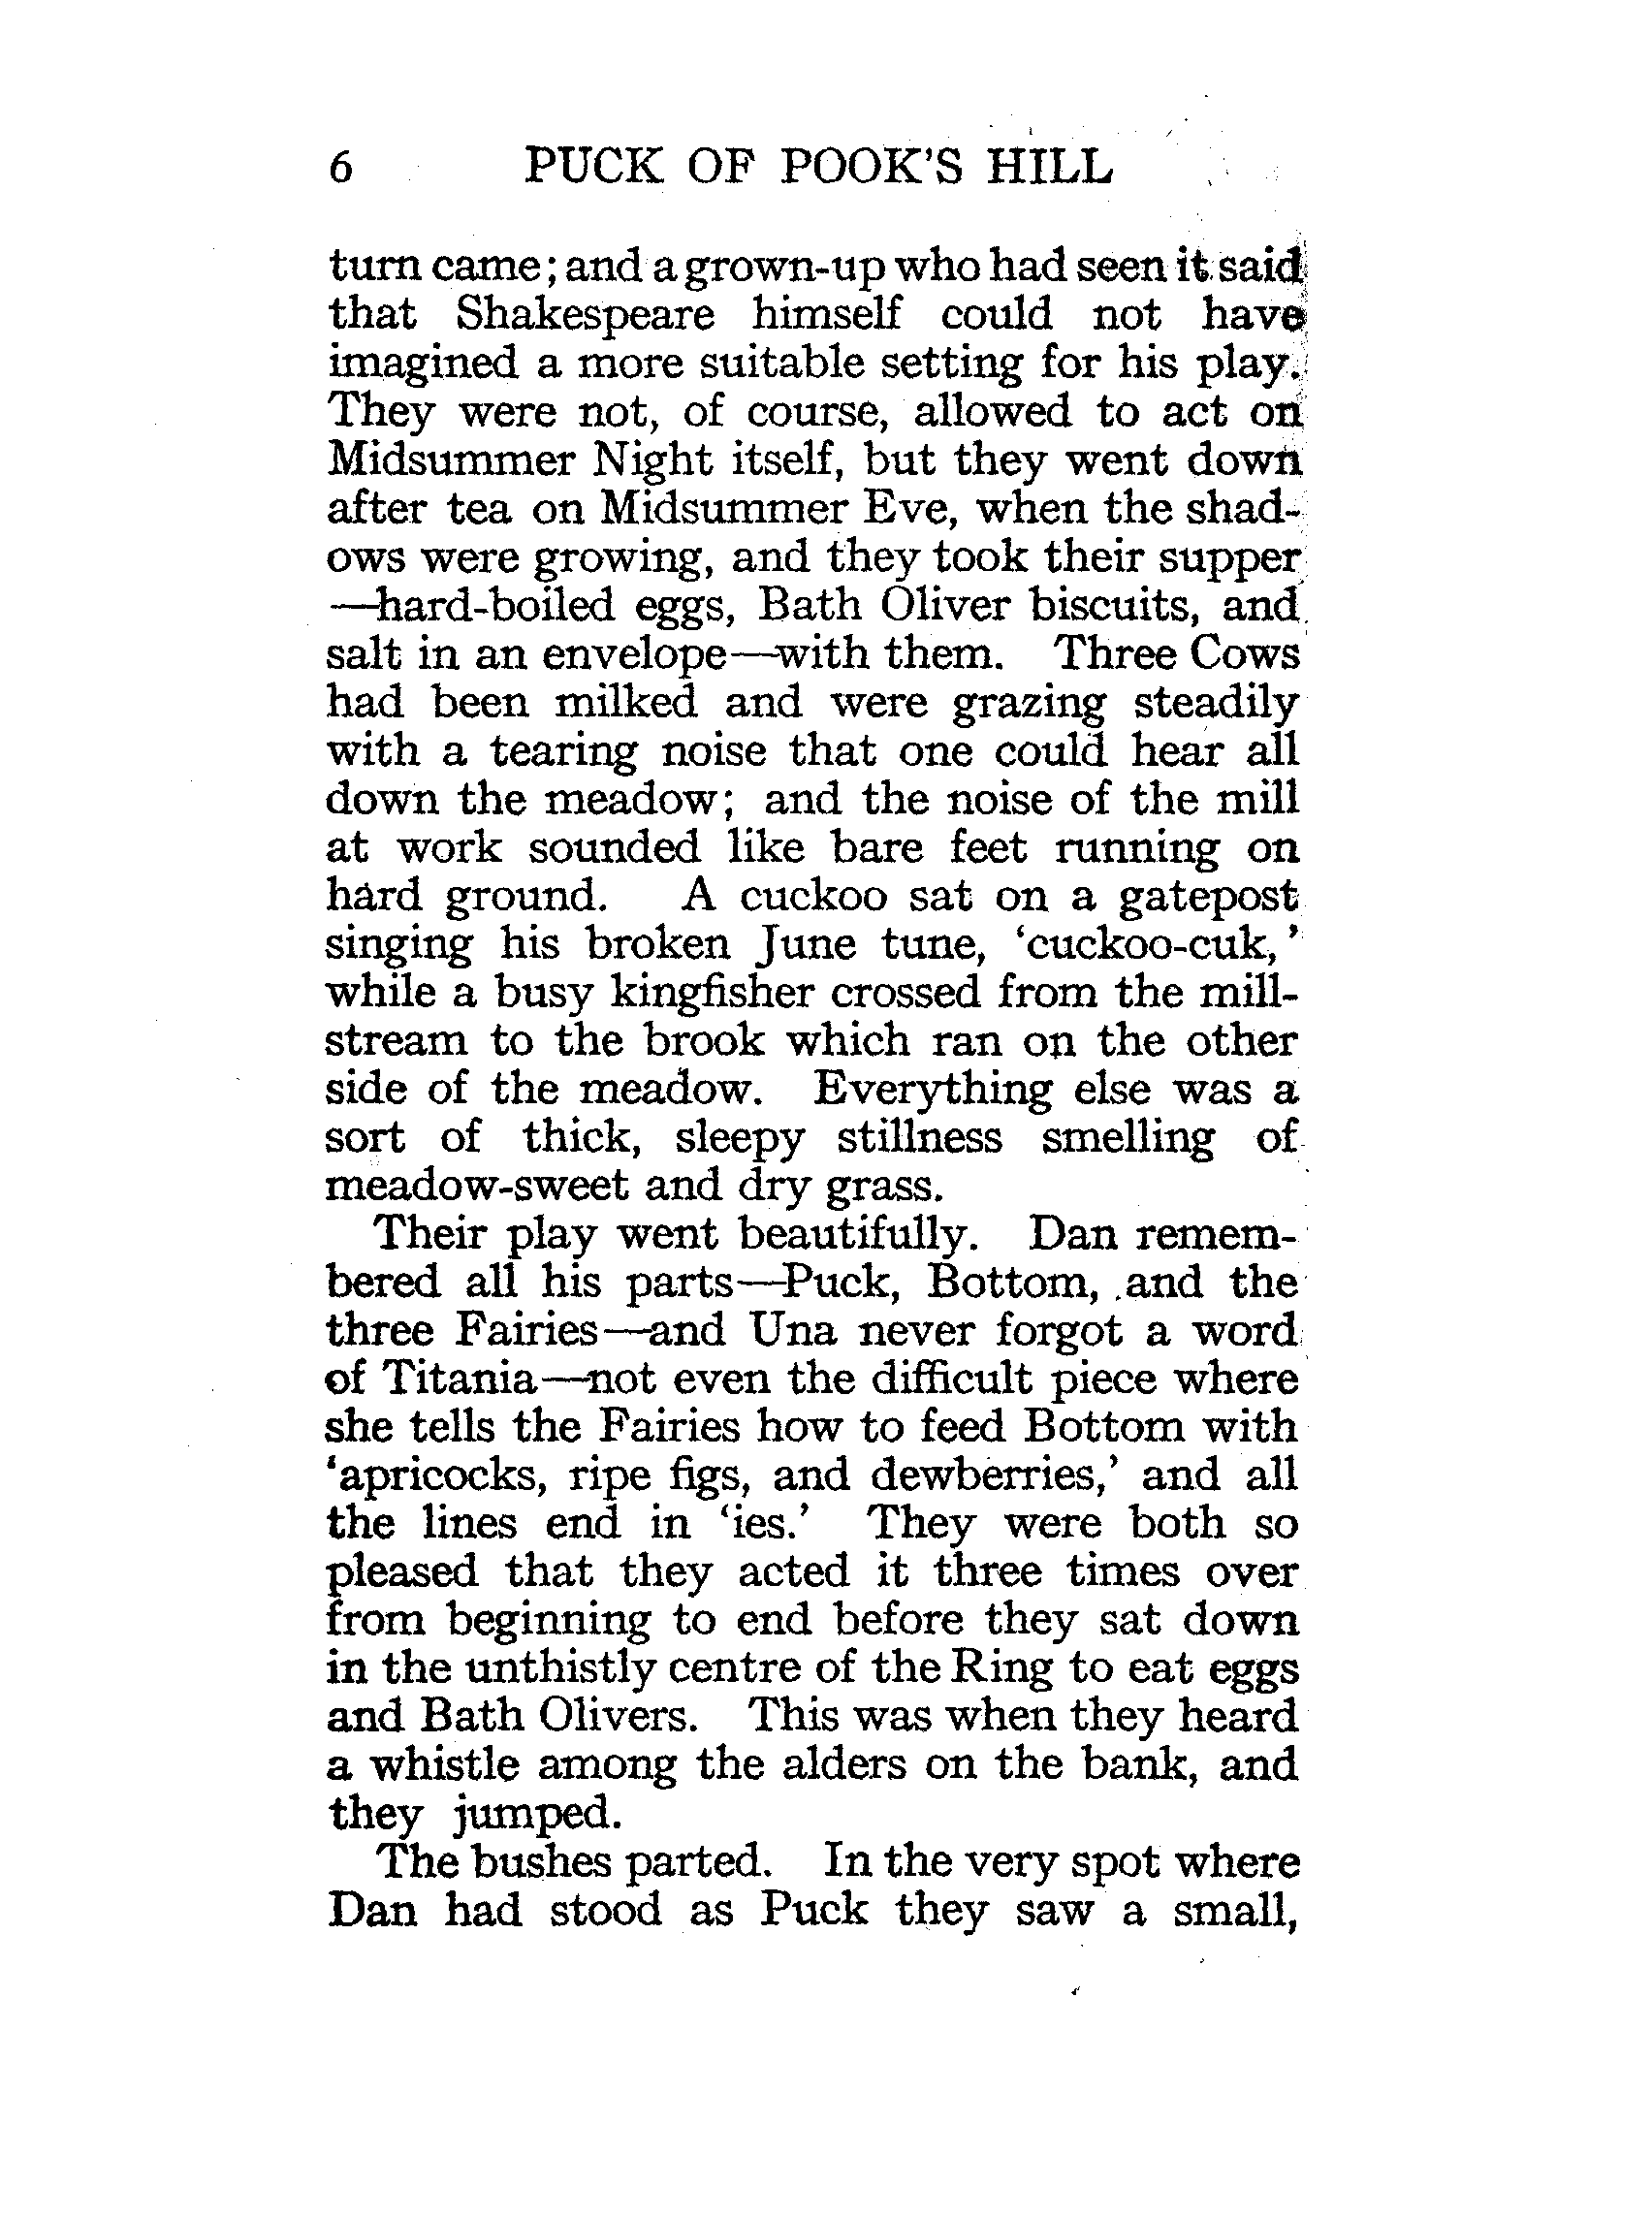 6 PUCK OF POOK'S HILL
turn came; and a grown-up who had seen it said
that Shakespeare himself could not have
imagined a more suitable setting for his play.
They were not, of course, allowed to act on
Midsummer Night itself, but they went down
after tea on Midsummer Eve, when the shad-
ows were growing, and they took their supper
—hard-boiled eggs, Bath Oliver biscuits, and
salt in an envelope—with them. Three Cows
had been milked and were grazing steadily
with a tearing noise that one could hear all
down the meadow; and the noise of the mill
at work sounded like bare feet running on
hard ground. A cuckoo sat on a gatepost
singing his broken June tune, 'cuckoo-cuk,'
while a busy kingfisher crossed from the mill-
stream to the brook which ran on the other
side of the meadow. Everything else was a
sort of thick, sleepy stillness smelling of
meadow-sweet and dry grass.
Their play went beautifully. Dan remem-
bered all his parts—Puck, Bottom, and the
three Fairies—and Una never forgot a word
of Titania—not even the difficult piece where
she tells the Fairies how to feed Bottom with
'apricocks, ripe figs, and dewberries,' and all
the lines end in 'ies.' They were both so
pleased that they acted it three times over
from beginning to end before they sat down
in the unthistly centre of the Ring to eat eggs
and Bath Olivers. This was when they heard
a whistle among the alders on the bank, and
they jumped.
The bushes parted. In the very spot where
Dan had stood as Puck they saw a small,